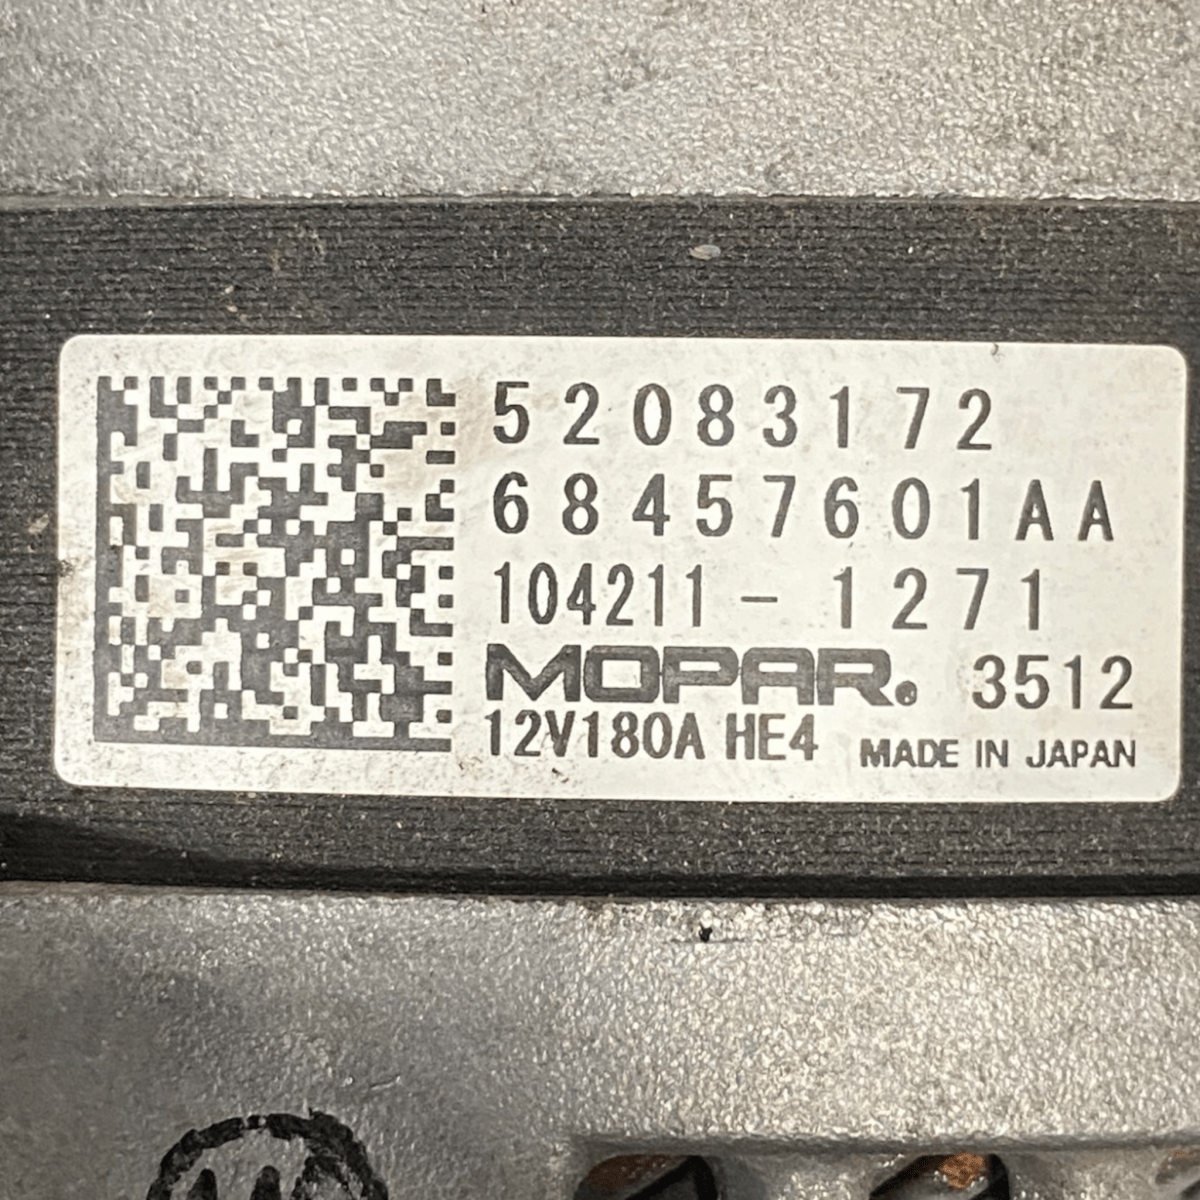 52083172
68457601AA
104211-1271
MOPAR® 3512
12V180A HE4 MADE IN JAPAN